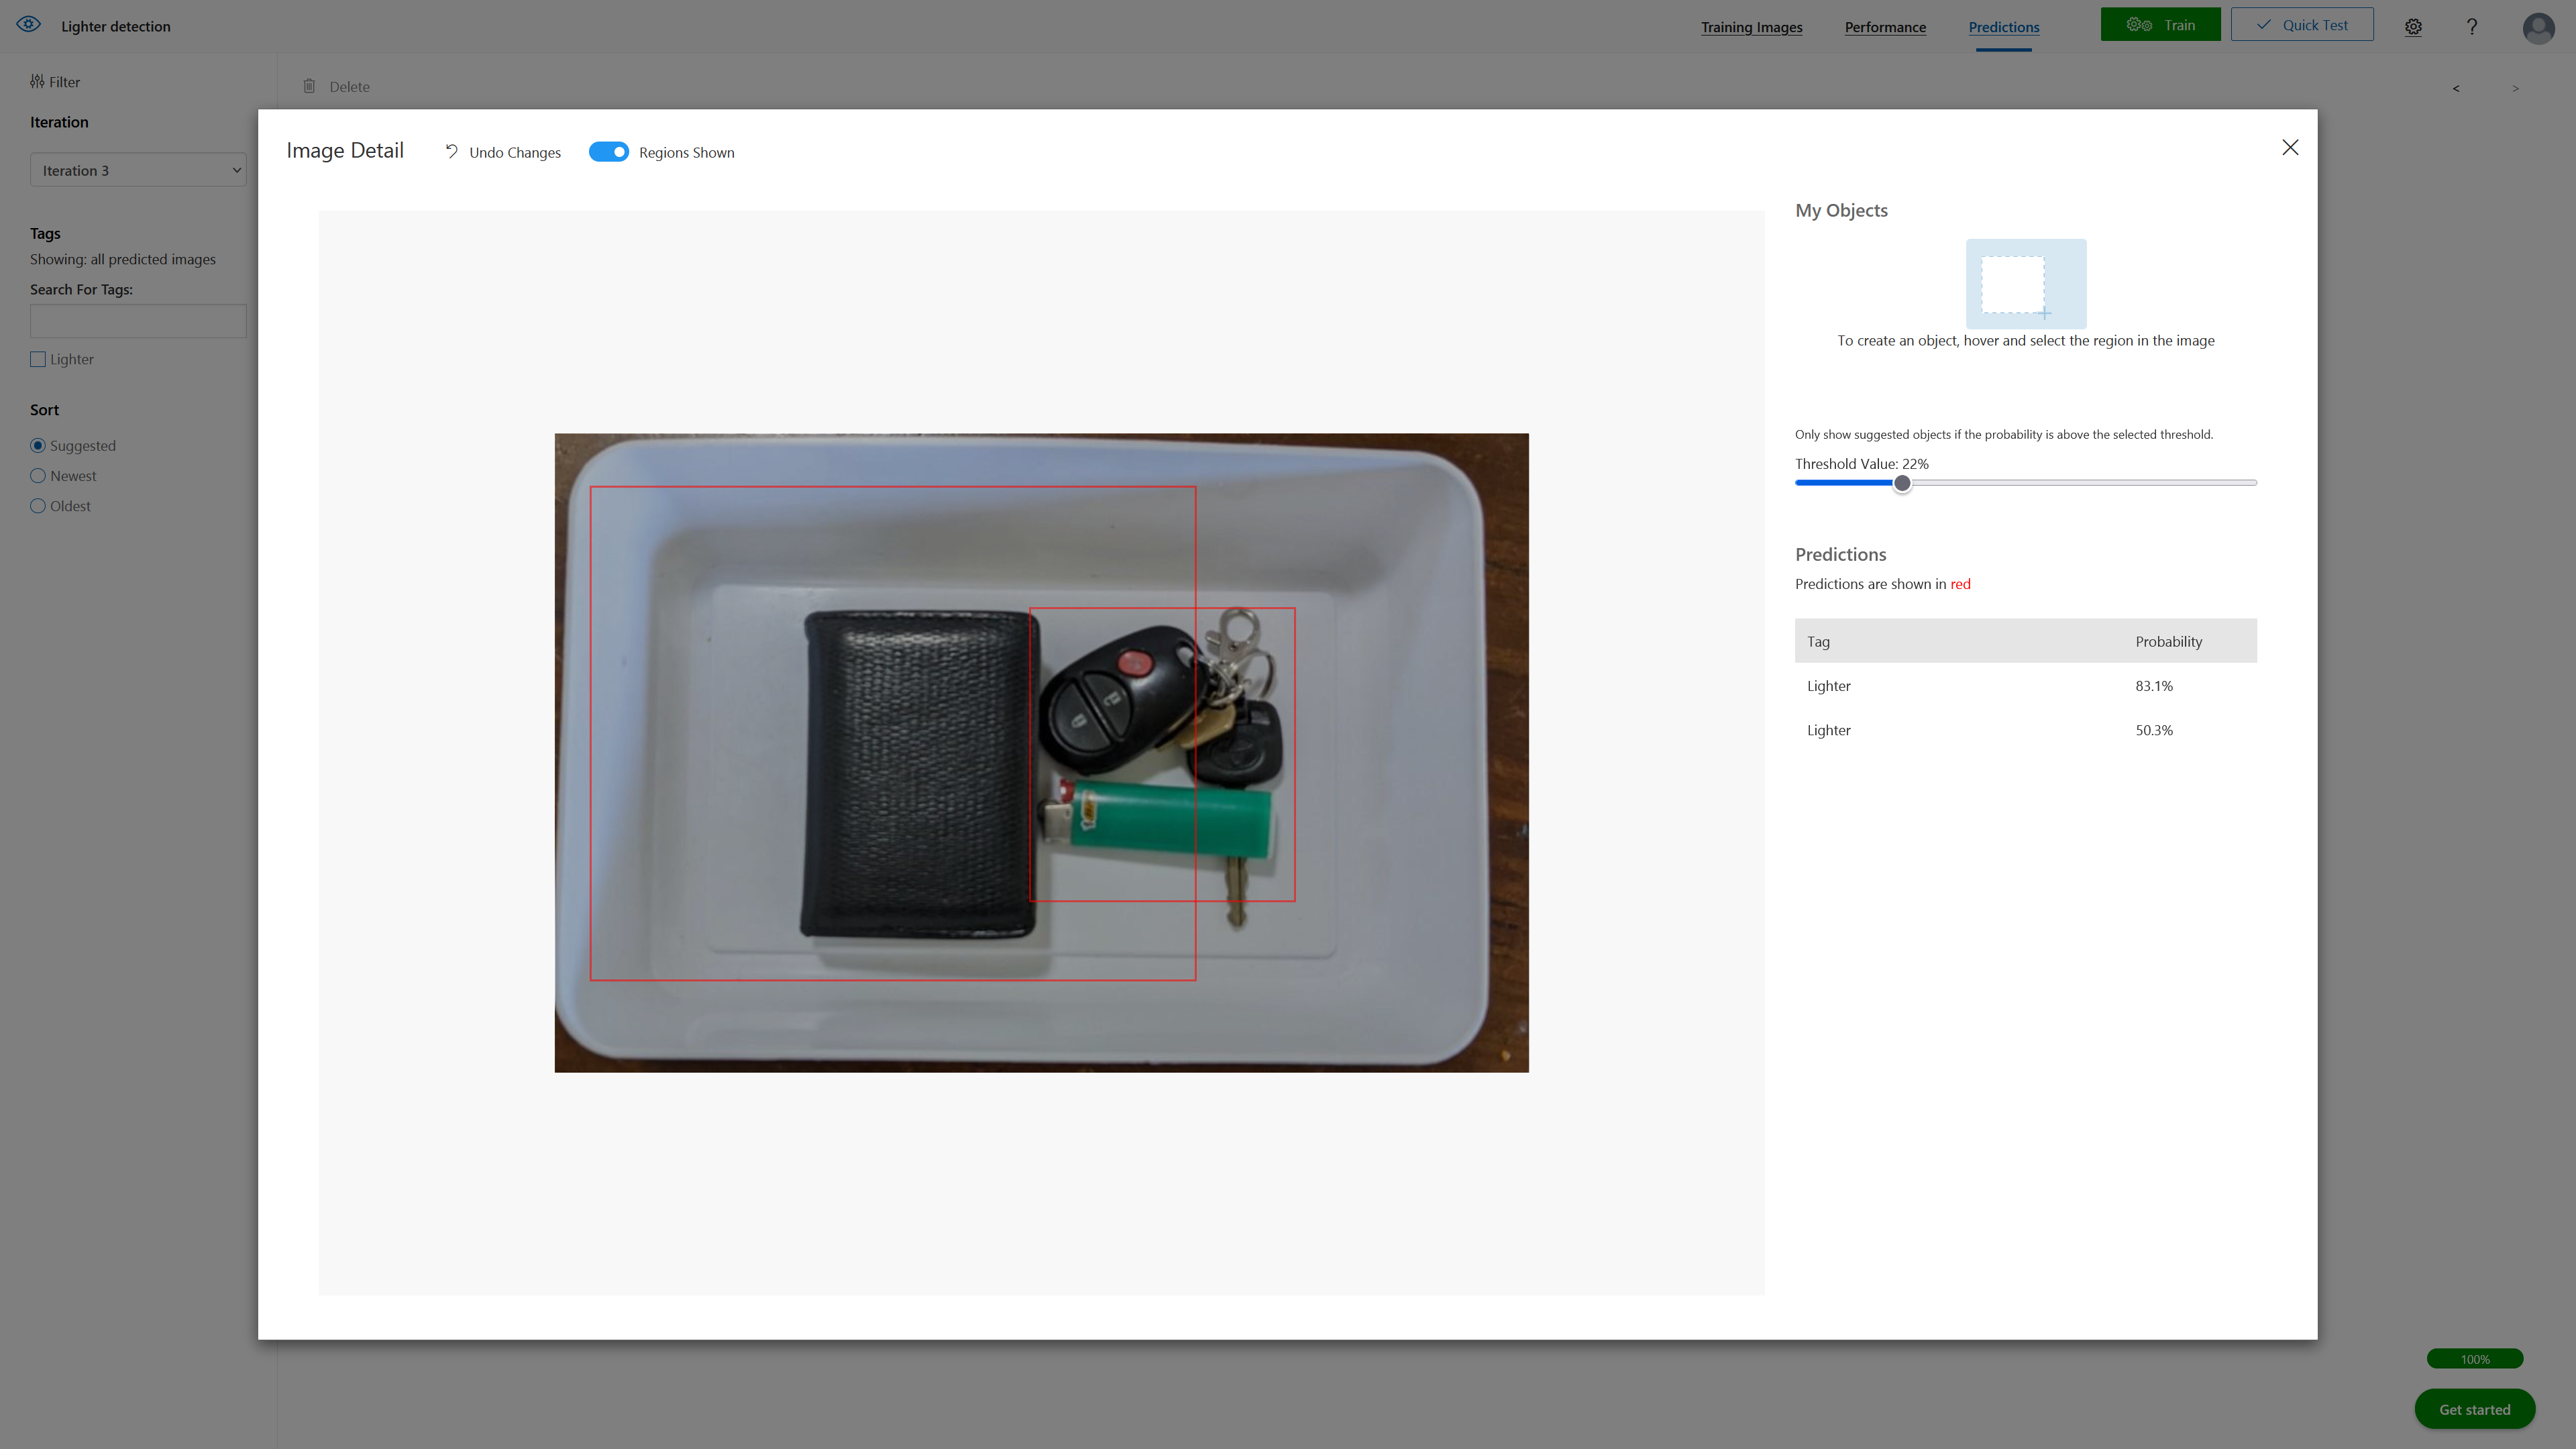 Lighter detection
Training Images
Performance
Predictions
Train
Quick Test
?
Filter
Delete
<
>
Iteration
Iteration 3
Tags
Showing: all predicted images
Search For Tags:
Lighter
Sort
Suggested
Newest
Oldest
Image Detail
Undo Changes
Regions Shown
My Objects
To create an object, hover and select the region in the image
Only show suggested objects if the probability is above the selected threshold.
Threshold Value: 22%
Predictions
Predictions are shown in red
Tag Probability
Lighter 83.1%
Lighter 50.3%
100%
Get started